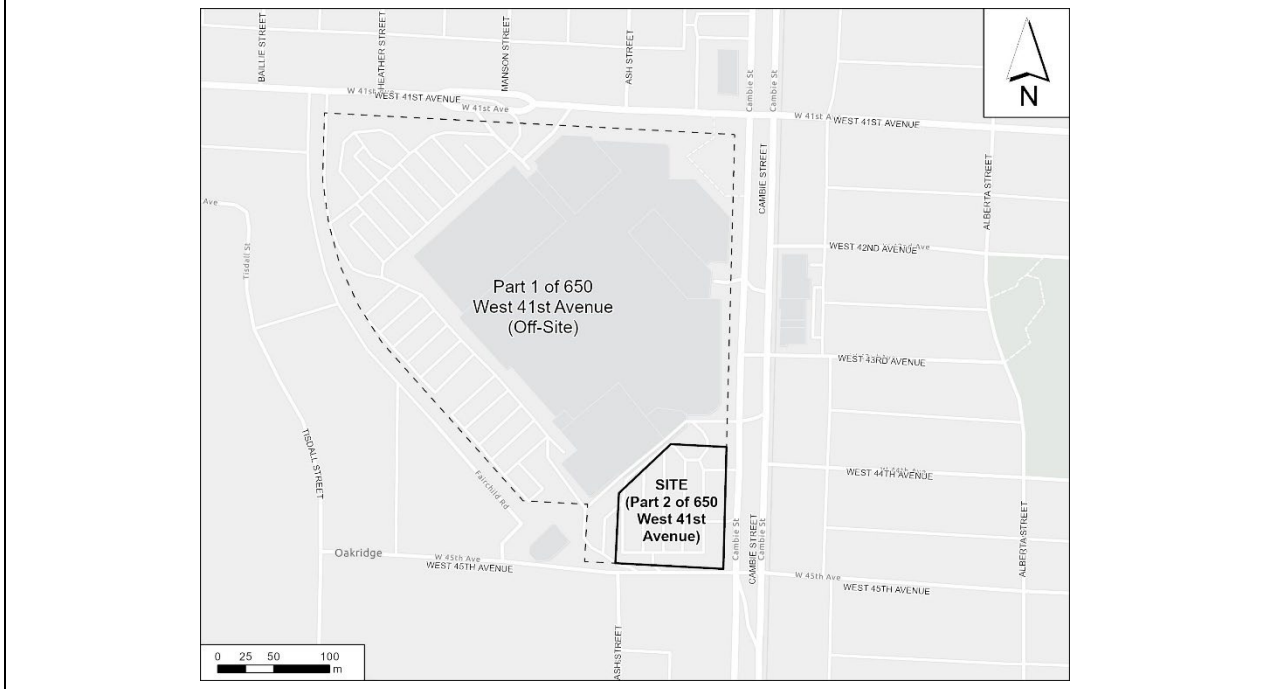 BAILLIE STREET
HEATHER STREET
MANSON STREET
ASH STREET
Cambie St
Cambie St
N
W 41st Ave
WEST 41ST AVENUE
W 41st Ave
W 41st A
WEST 41ST AVENUE
CAMBIE STREET
ALBERTA STREET
Ave
Tisdall St
WEST 42ND AVENUE
Part 1 of 650
West 41st Avenue
(Off-Site)
WEST 43RD AVENUE
TISDALL STREET
Fairchild Rd
WEST 44TH AVENUE
SITE
(Part 2 of 650
West 41st
Avenue)
Cambie St
CAMBIE STREET
Cambie St
ALBERTA STREET
Oakridge
W 45th Ave
WEST 45TH AVENUE
W 45th Ave
WEST 45TH AVENUE
ASH STREET
0 25 50 100
m